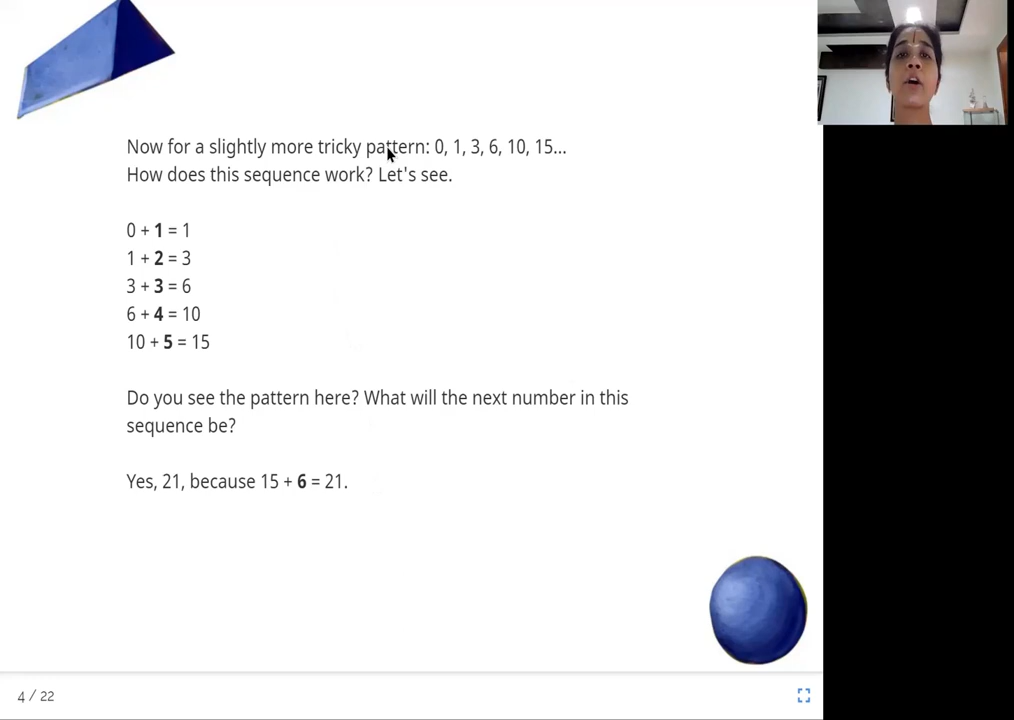 Now for a slightly more tricky pattern: 0, 1, 3, 6, 10, 15...
How does this sequence work? Let's see.
0 + 1 = 1
1 + 2 = 3
3 + 3 = 6
6 + 4 = 10
10 + 5 = 15
Do you see the pattern here? What will the next number in this
sequence be?
Yes, 21, because 15 + 6 = 21.
4 / 22